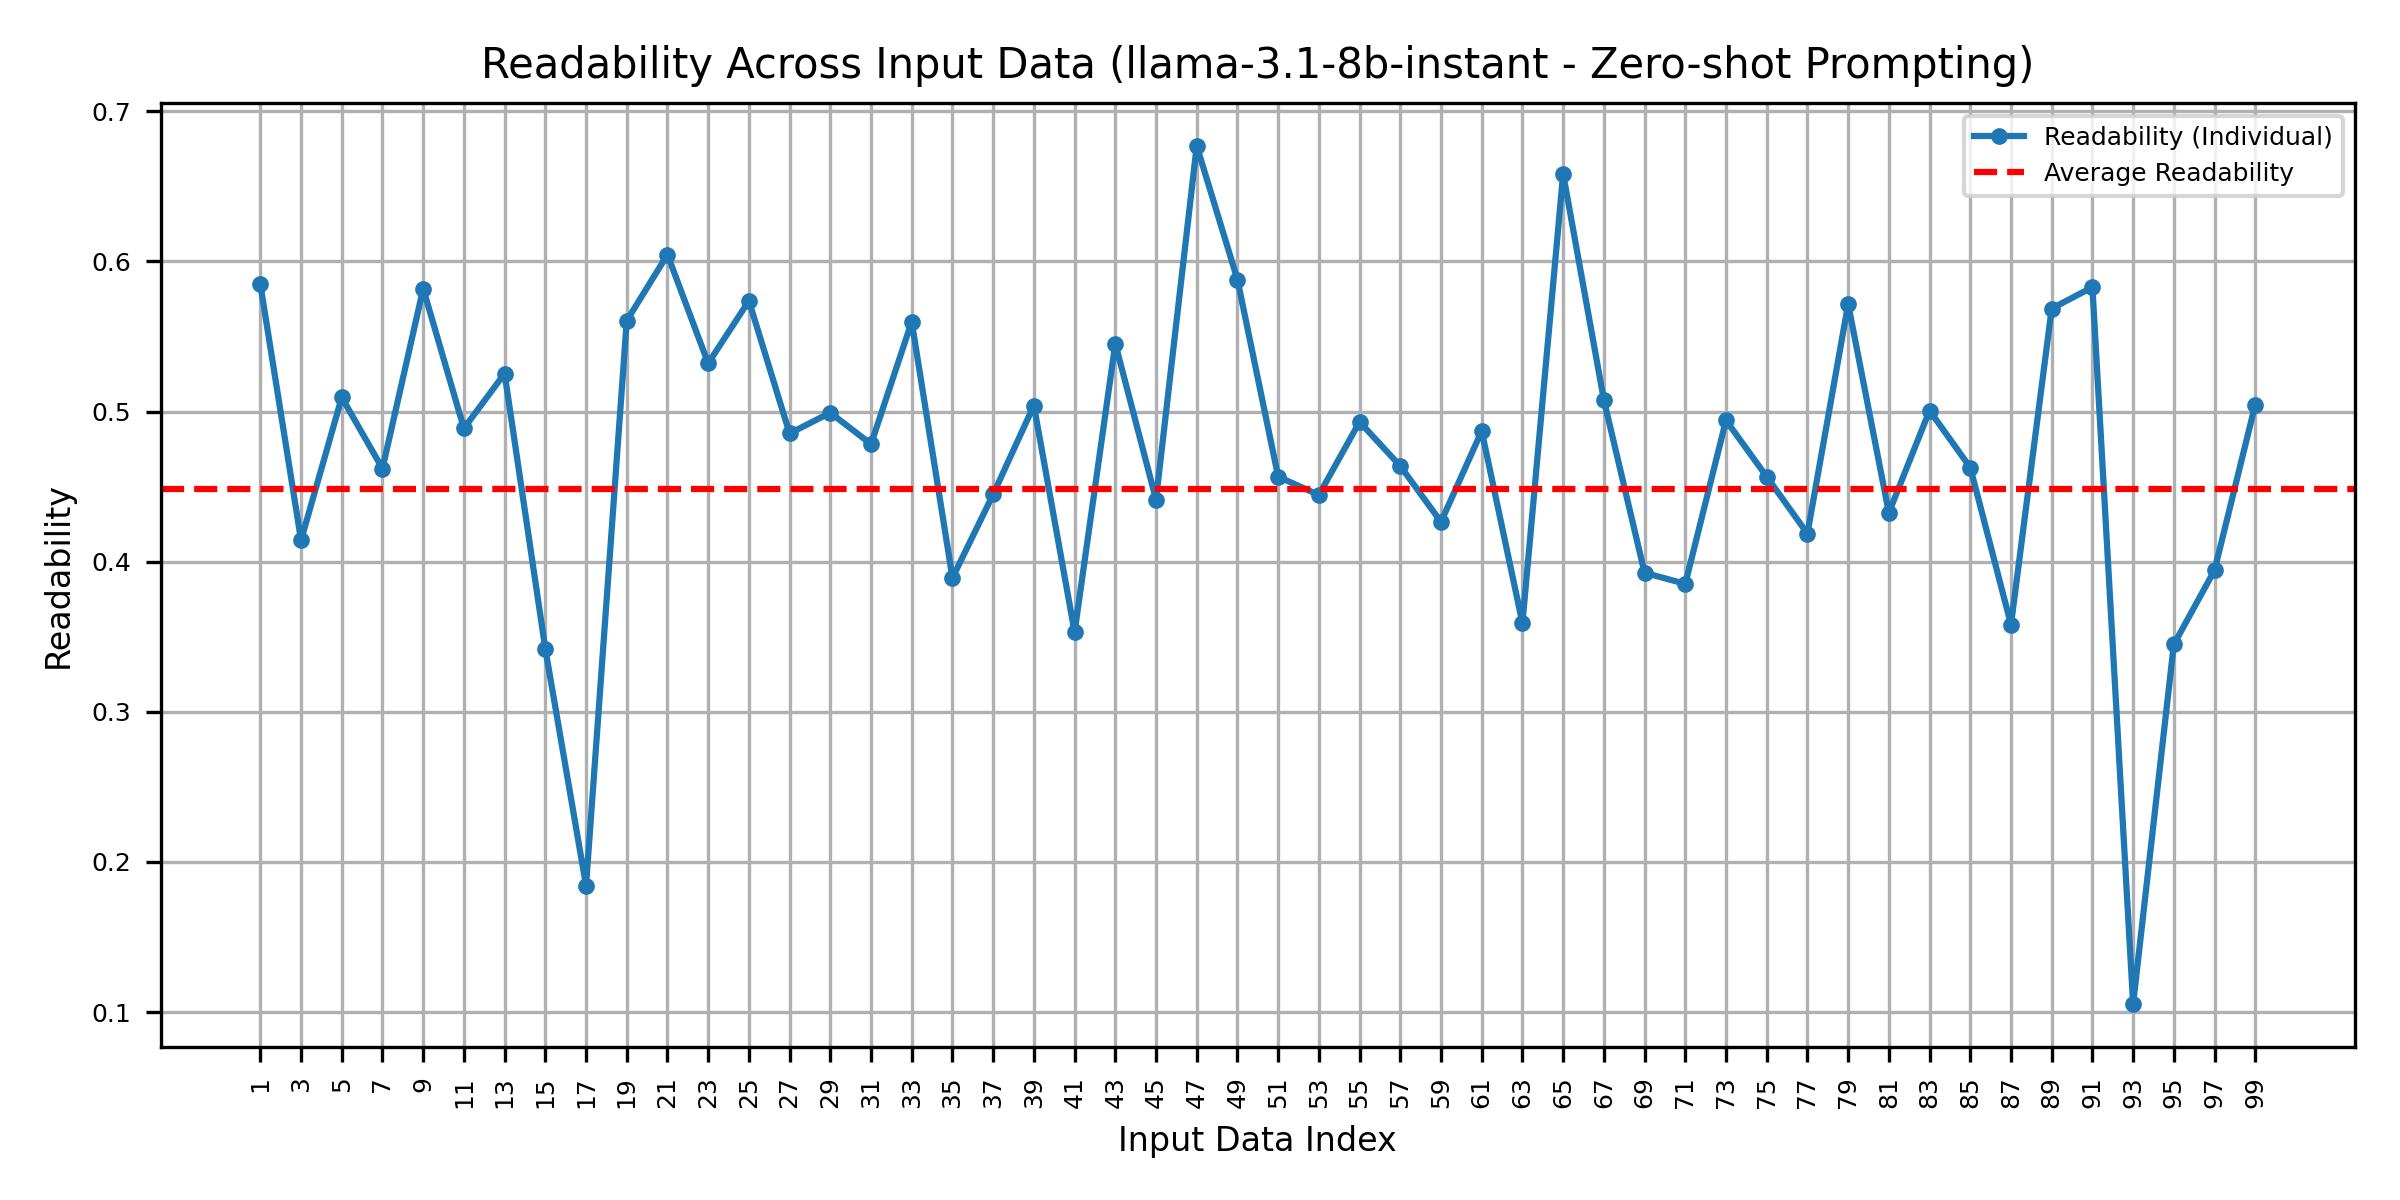 Readability Across Input Data (llama-3.1-8b-instant - Zero-shot Prompting)
Readability (Individual)
Average Readability
Readability
0.7
0.6
0.5
0.4
0.3
0.2
0.1
1 3 5 7 9 11 13 15 17 19 21 23 25 27 29 31 33 35 37 39 41 43 45 47 49 51 53 55 57 59 61 63 65 67 69 71 73 75 77 79 81 83 85 87 89 91 93 95 97 99
Input Data Index